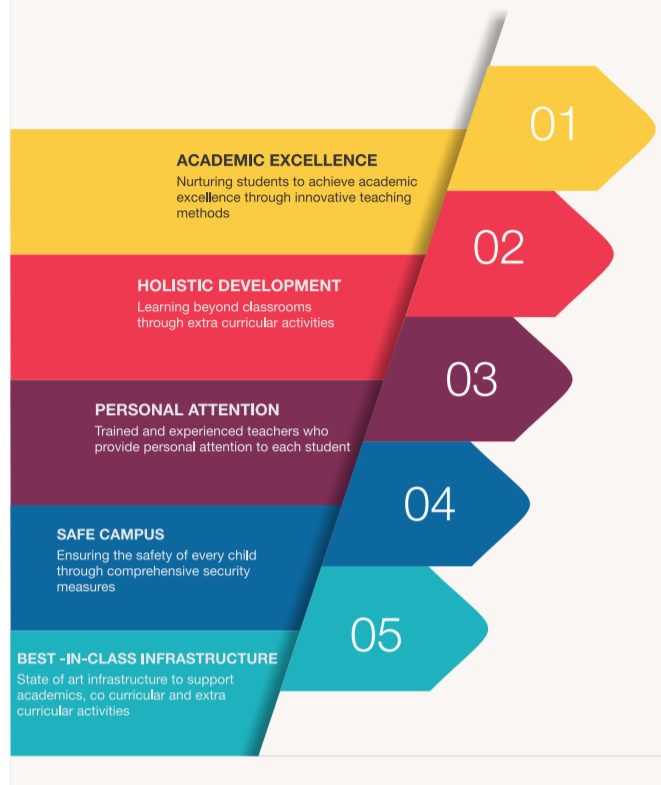 01
ACADEMIC EXCELLENCE
Nurturing students to achieve academic
excellence through innovative teaching
methods
02
HOLISTIC DEVELOPMENT
Learning beyond classrooms
through extra curricular activities
03
PERSONAL ATTENTION
Trained and experienced teachers who
provide personal attention to each student
04
SAFE CAMPUS
Ensuring the safety of every child
through comprehensive security
measures
05
BEST -IN-CLASS INFRASTRUCTURE
State of art infrastructure to support
academics, co curricular and extra
curricular activities